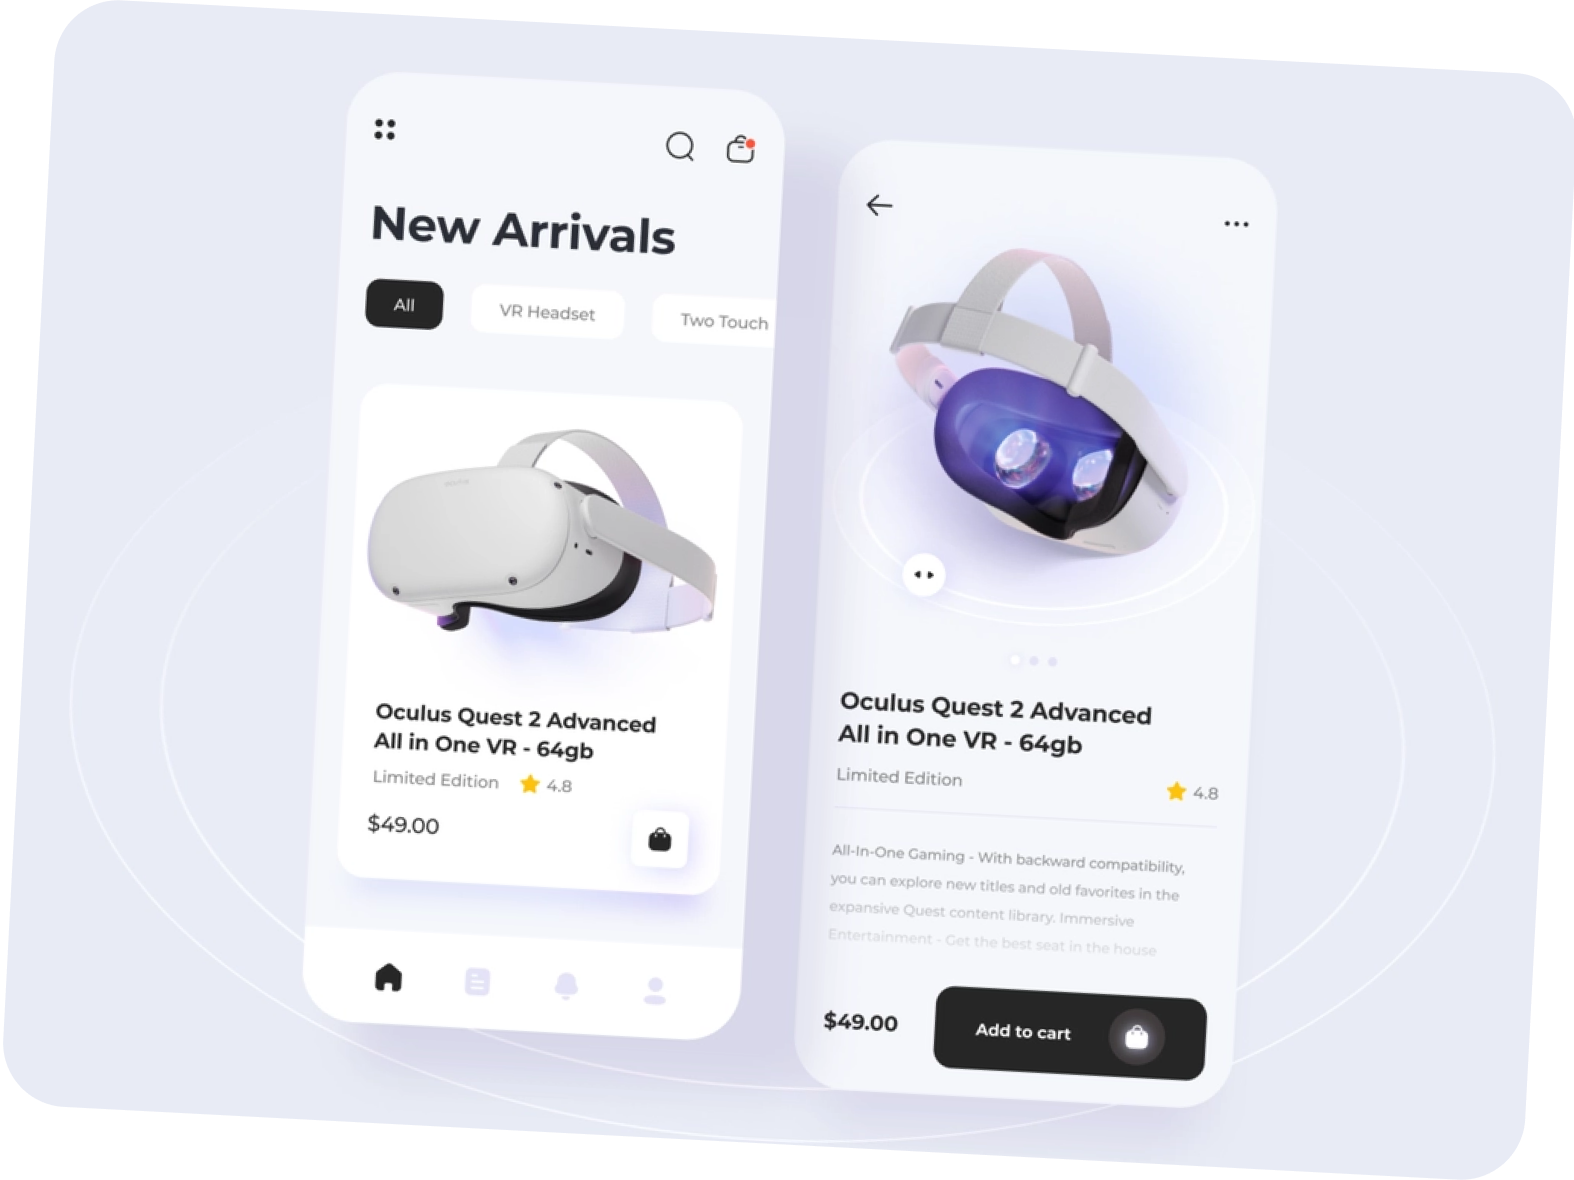 New Arrivals
All
VR Headset
Two Touch
Oculus Quest 2 Advanced
All in One VR - 64gb
Limited Edition
4.8
$49.00
Oculus Quest 2 Advanced
All in One VR - 64gb
Limited Edition
4.8
All-In-One Gaming - With backward compatibility,
you can explore new titles and old favorites in the
expansive Quest content library. Immersive
Entertainment - Get the best seat in the house
$49.00
Add to cart